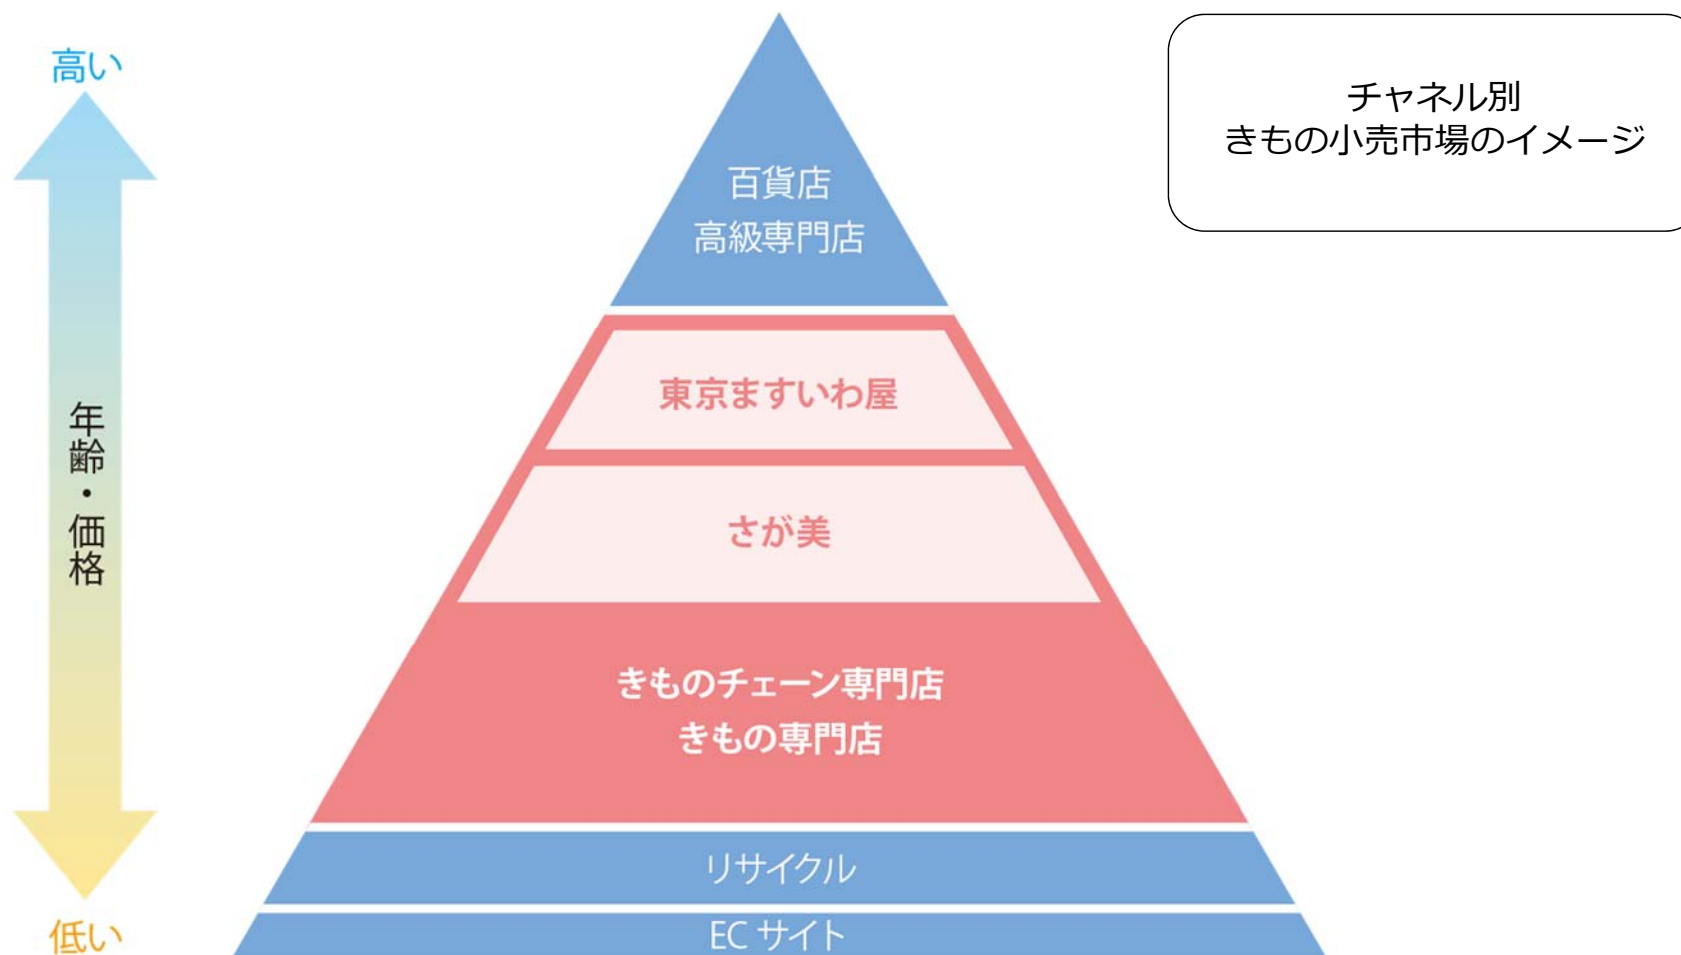 チャネル別
きもの小売市場のイメージ
高い
年齢・価格
低い
百貨店
高級専門店
東京ますいわ屋
さが美
きものチェーン専門店
きもの専門店
リサイクル
EC サイト